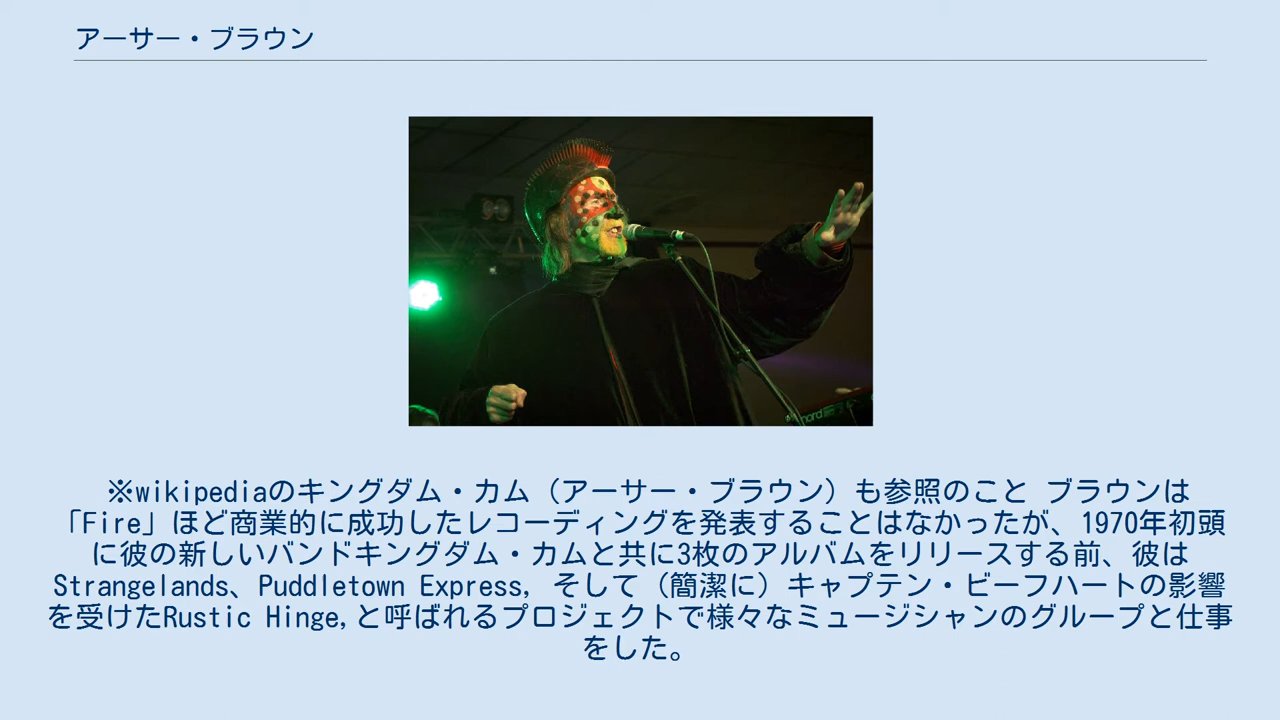 アーサー・ブラウン
nord
※wikipediaのキングダム・カム（アーサー・ブラウン）も参照のこと ブラウンは
「Fire」ほど商業的に成功したレコーディングを発表することはなかったが、1970年初頭
に彼の新しいバンドキングダム・カムと共に3枚のアルバムをリリースする前、彼は
Strangelands、Puddletown Express, そして（簡潔に）キャプテン・ビーフハートの影響
を受けたRustic Hinge,と呼ばれるプロジェクトで様々なミュージシャンのグループと仕事
をした。